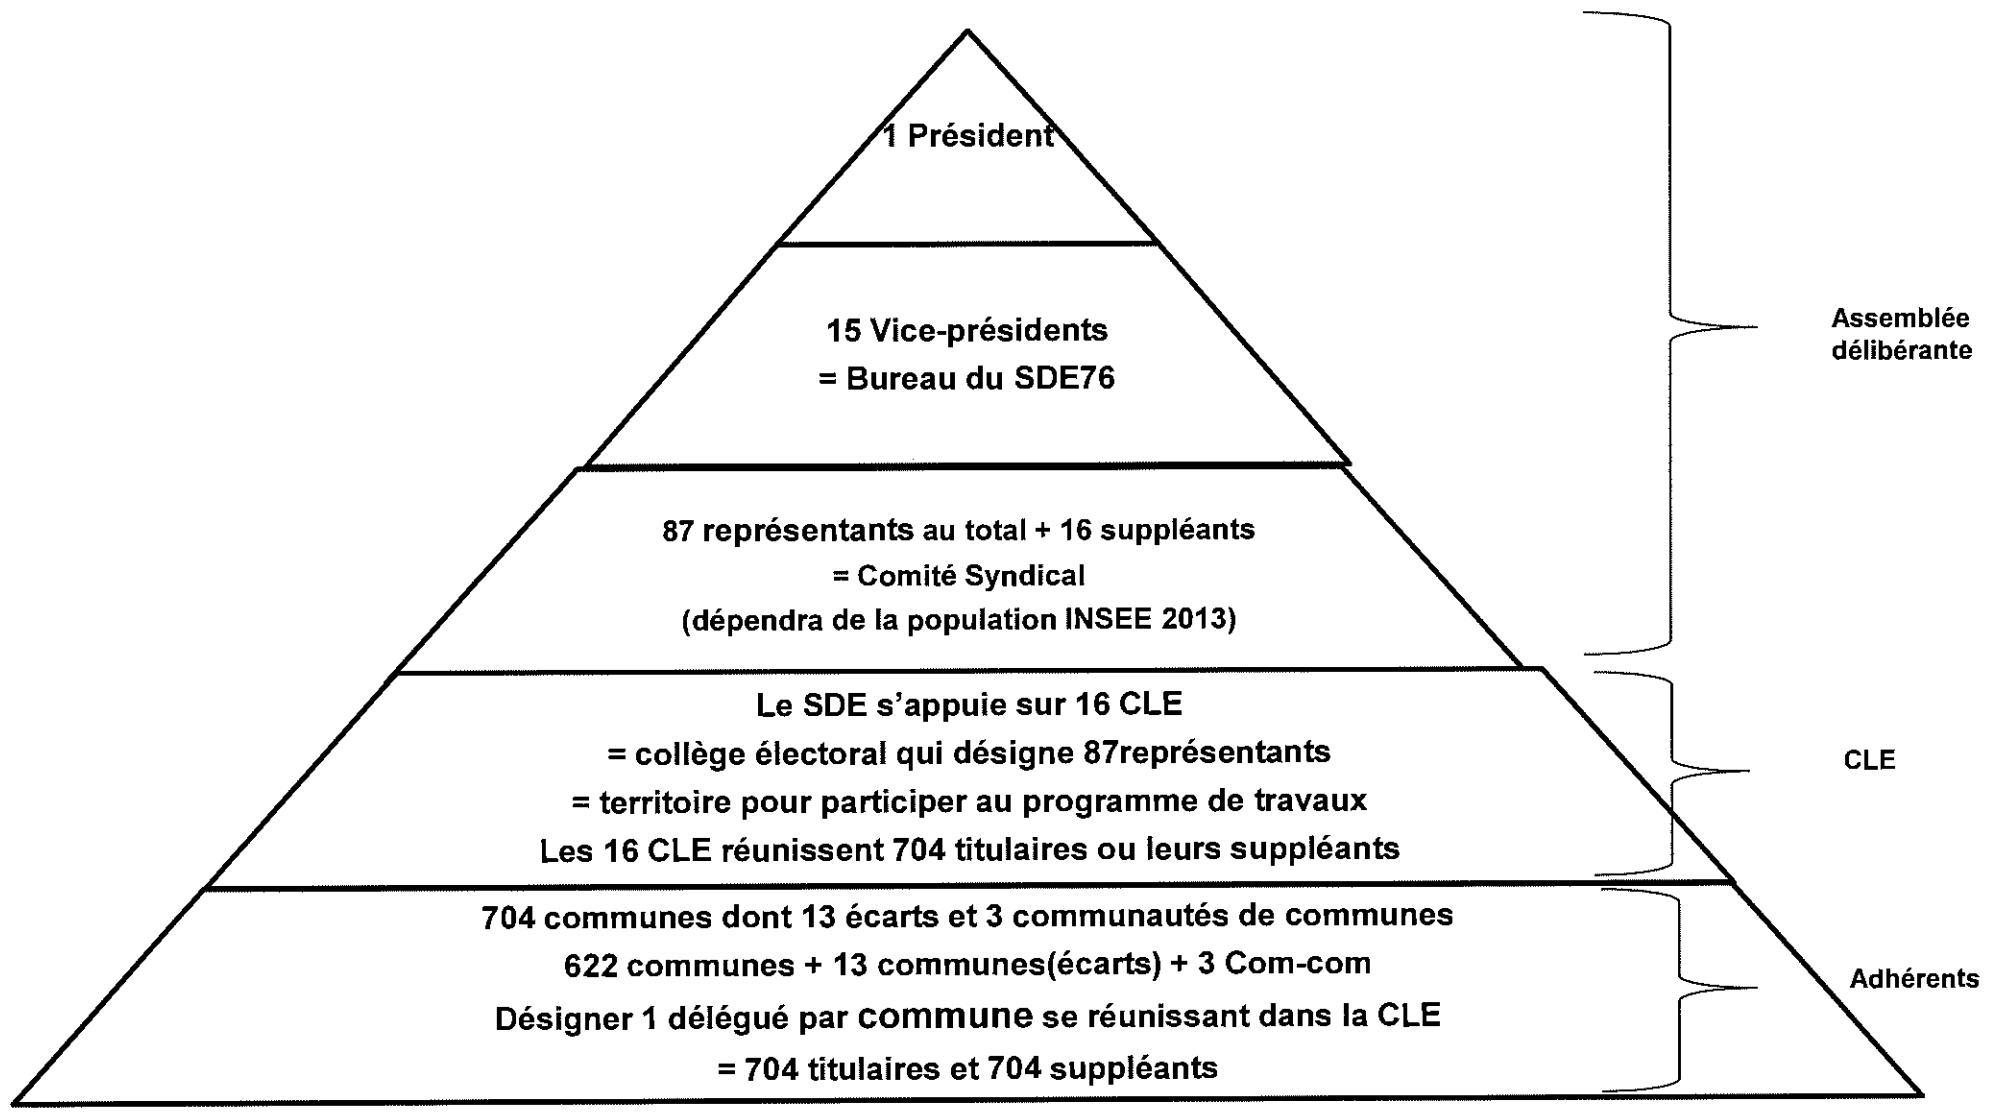 1 Président
15 Vice-présidents
= Bureau du SDE76
Assemblée
délibérante
87 représentants au total + 16 suppléants
= Comité Syndical
(dépendra de la population INSEE 2013)
Le SDE s’appuie sur 16 CLE
= collège électoral qui désigne 87représentants
= territoire pour participer au programme de travaux
Les 16 CLE réunissent 704 titulaires ou leurs suppléants
CLE
704 communes dont 13 écarts et 3 communautés de communes
622 communes + 13 communes(écarts) + 3 Com-com
Désigner 1 délégué par commune se réunissant dans la CLE
= 704 titulaires et 704 suppléants
Adhérents